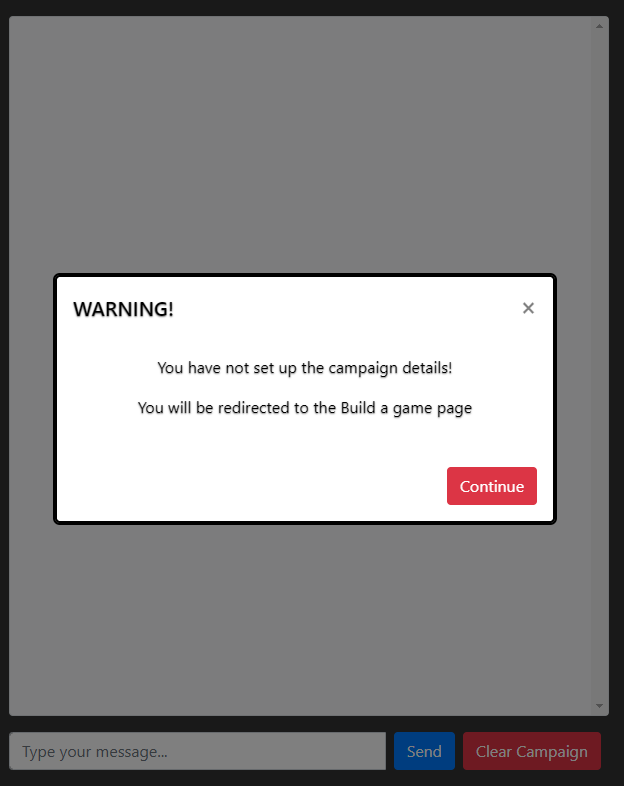 WARNING!
×
You have not set up the campaign details!
You will be redirected to the Build a game page
Continue
Type your message...
Send
Clear Campaign